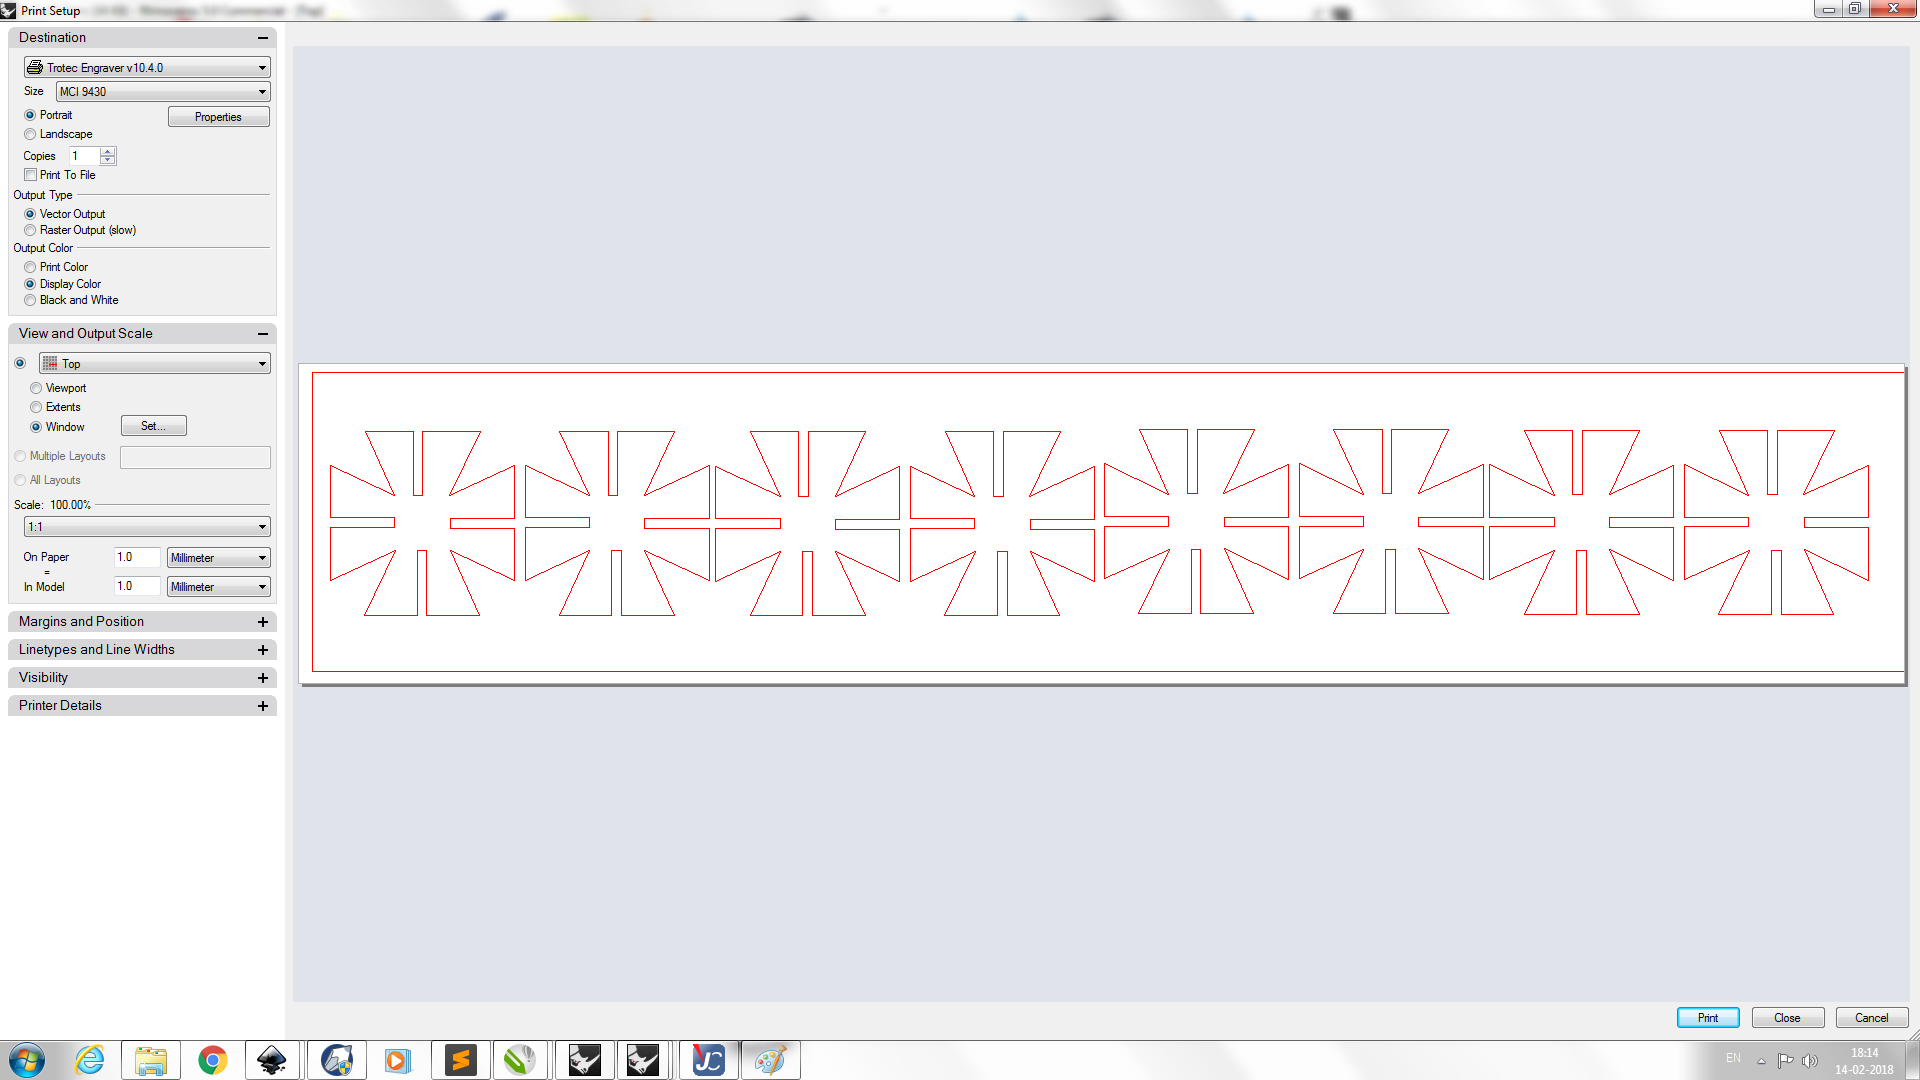 Print Setup
Destination
Trotec Engraver v10.4.0
Size MCI 9430
Portrait
Properties
Landscape
Copies 1
Print To File
Output Type
Vector Output
Raster Output (slow)
Output Color
Print Color
Display Color
Black and White
View and Output Scale
Top
Viewport
Extents
Window Set...
Multiple Layouts
All Layouts
Scale: 100.00%
1:1
On Paper 1.0 Millimeter
=
In Model 1.0 Millimeter
Margins and Position
Linetypes and Line Widths
Visibility
Printer Details
Print Close Cancel
EN
18:14
14-02-2018